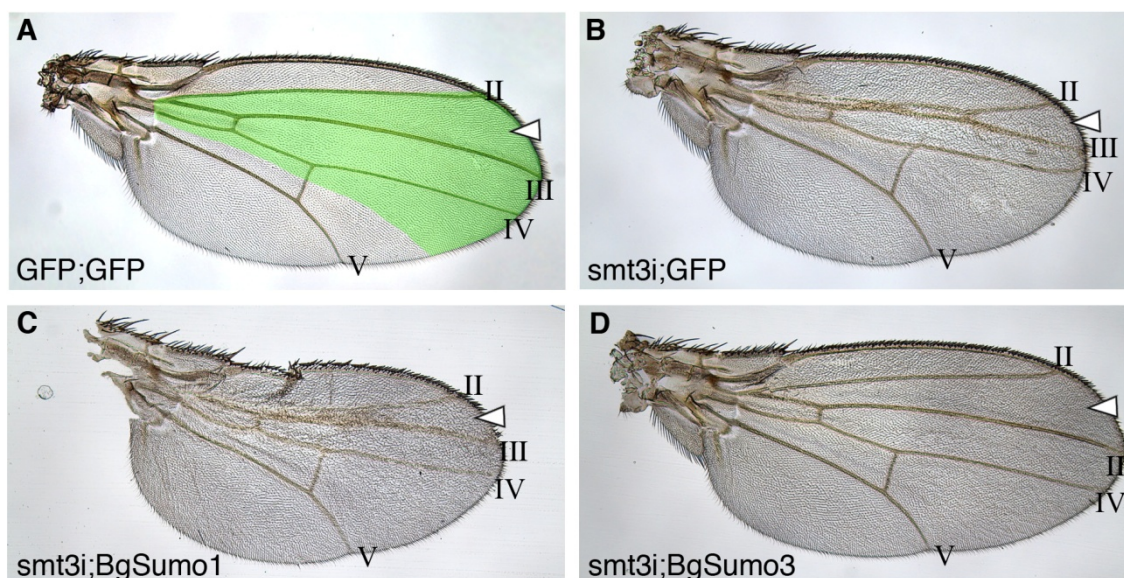 A
II
III
IV
V
GFP;GFP
B
II
III
IV
V
smt3i;GFP
C
II
III
IV
V
smt3i;BgSumo1
D
II
II
IV
V
smt3i;BgSumo3